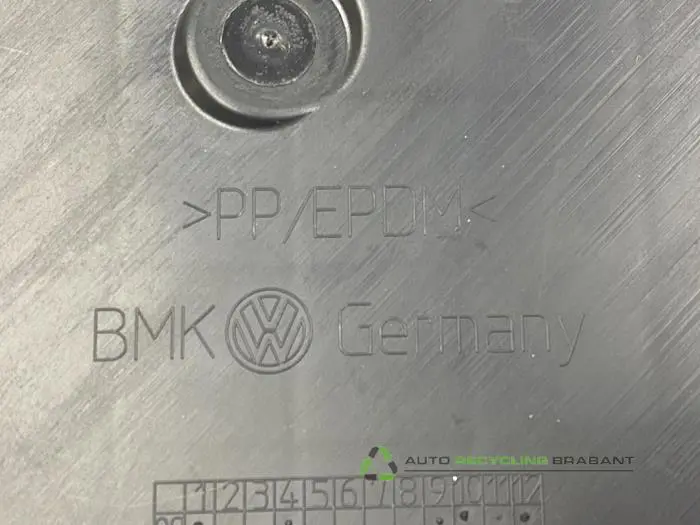 >PP/EPDM<
BMK VW Germany
AUTO RECYCLING BRABANT
1 2 3 4 5 6 7 8 9 10 11 12